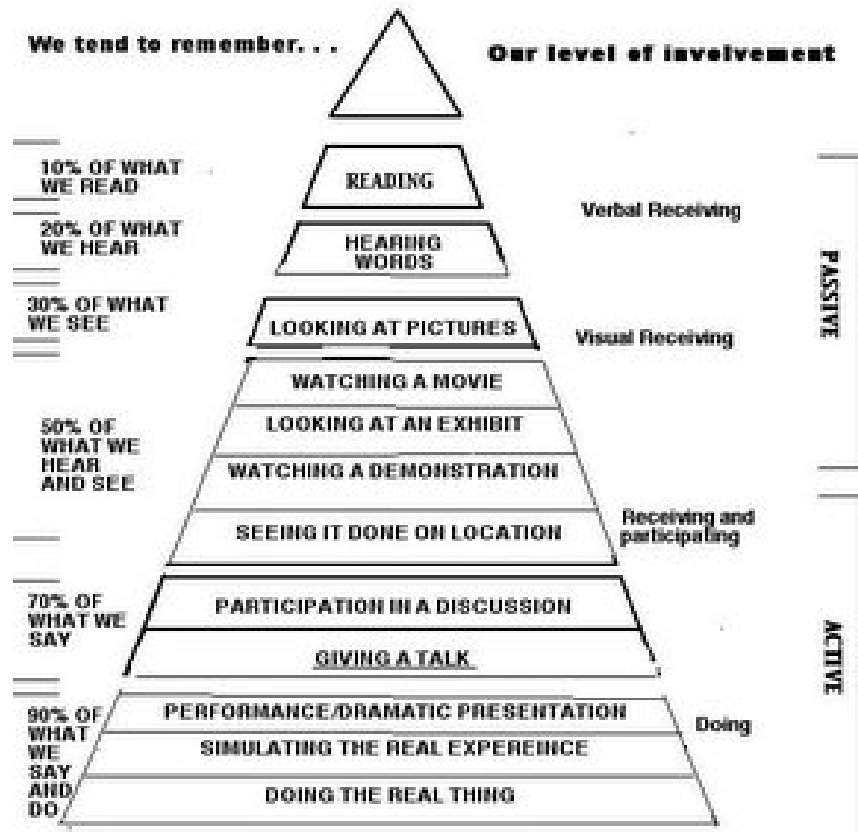 We tend to remember. . .
Our level of involvement
10% OF WHAT
WE READ
READING
Verbal Receiving
20% OF WHAT
WE HEAR
HEARING
WORDS
30% OF WHAT
WE SEE
LOOKING AT PICTURES
Visual Receiving
PASSIVE
50% OF
WHAT WE
HEAR
AND SEE
WATCHING A MOVIE
LOOKING AT AN EXHIBIT
WATCHING A DEMONSTRATION
SEEING IT DONE ON LOCATION
Receiving and
participating
70% OF
WHAT WE
SAY
PARTICIPATION IN A DISCUSSION
GIVING A TALK
ACTIVE
90% OF
WHAT
WE
SAY
AND
DO
PERFORMANCE/DRAMATIC PRESENTATION
SIMULATING THE REAL EXPEREINCE
DOING THE REAL THING
Doing